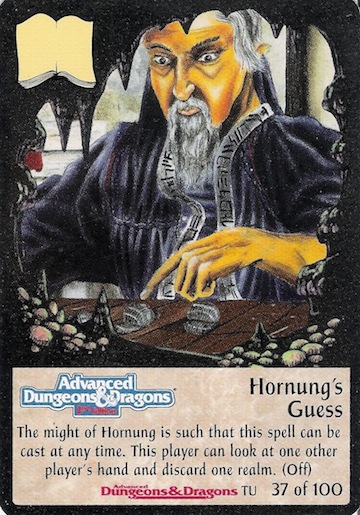 Advanced
Dungeons & Dragons
2nd Edition
Hornung's
Guess
The might of Hornung is such that this spell can be
cast at any time. This player can look at one other
player's hand and discard one realm. (Off)
Advanced
Dungeons & Dragons TU 37 of 100